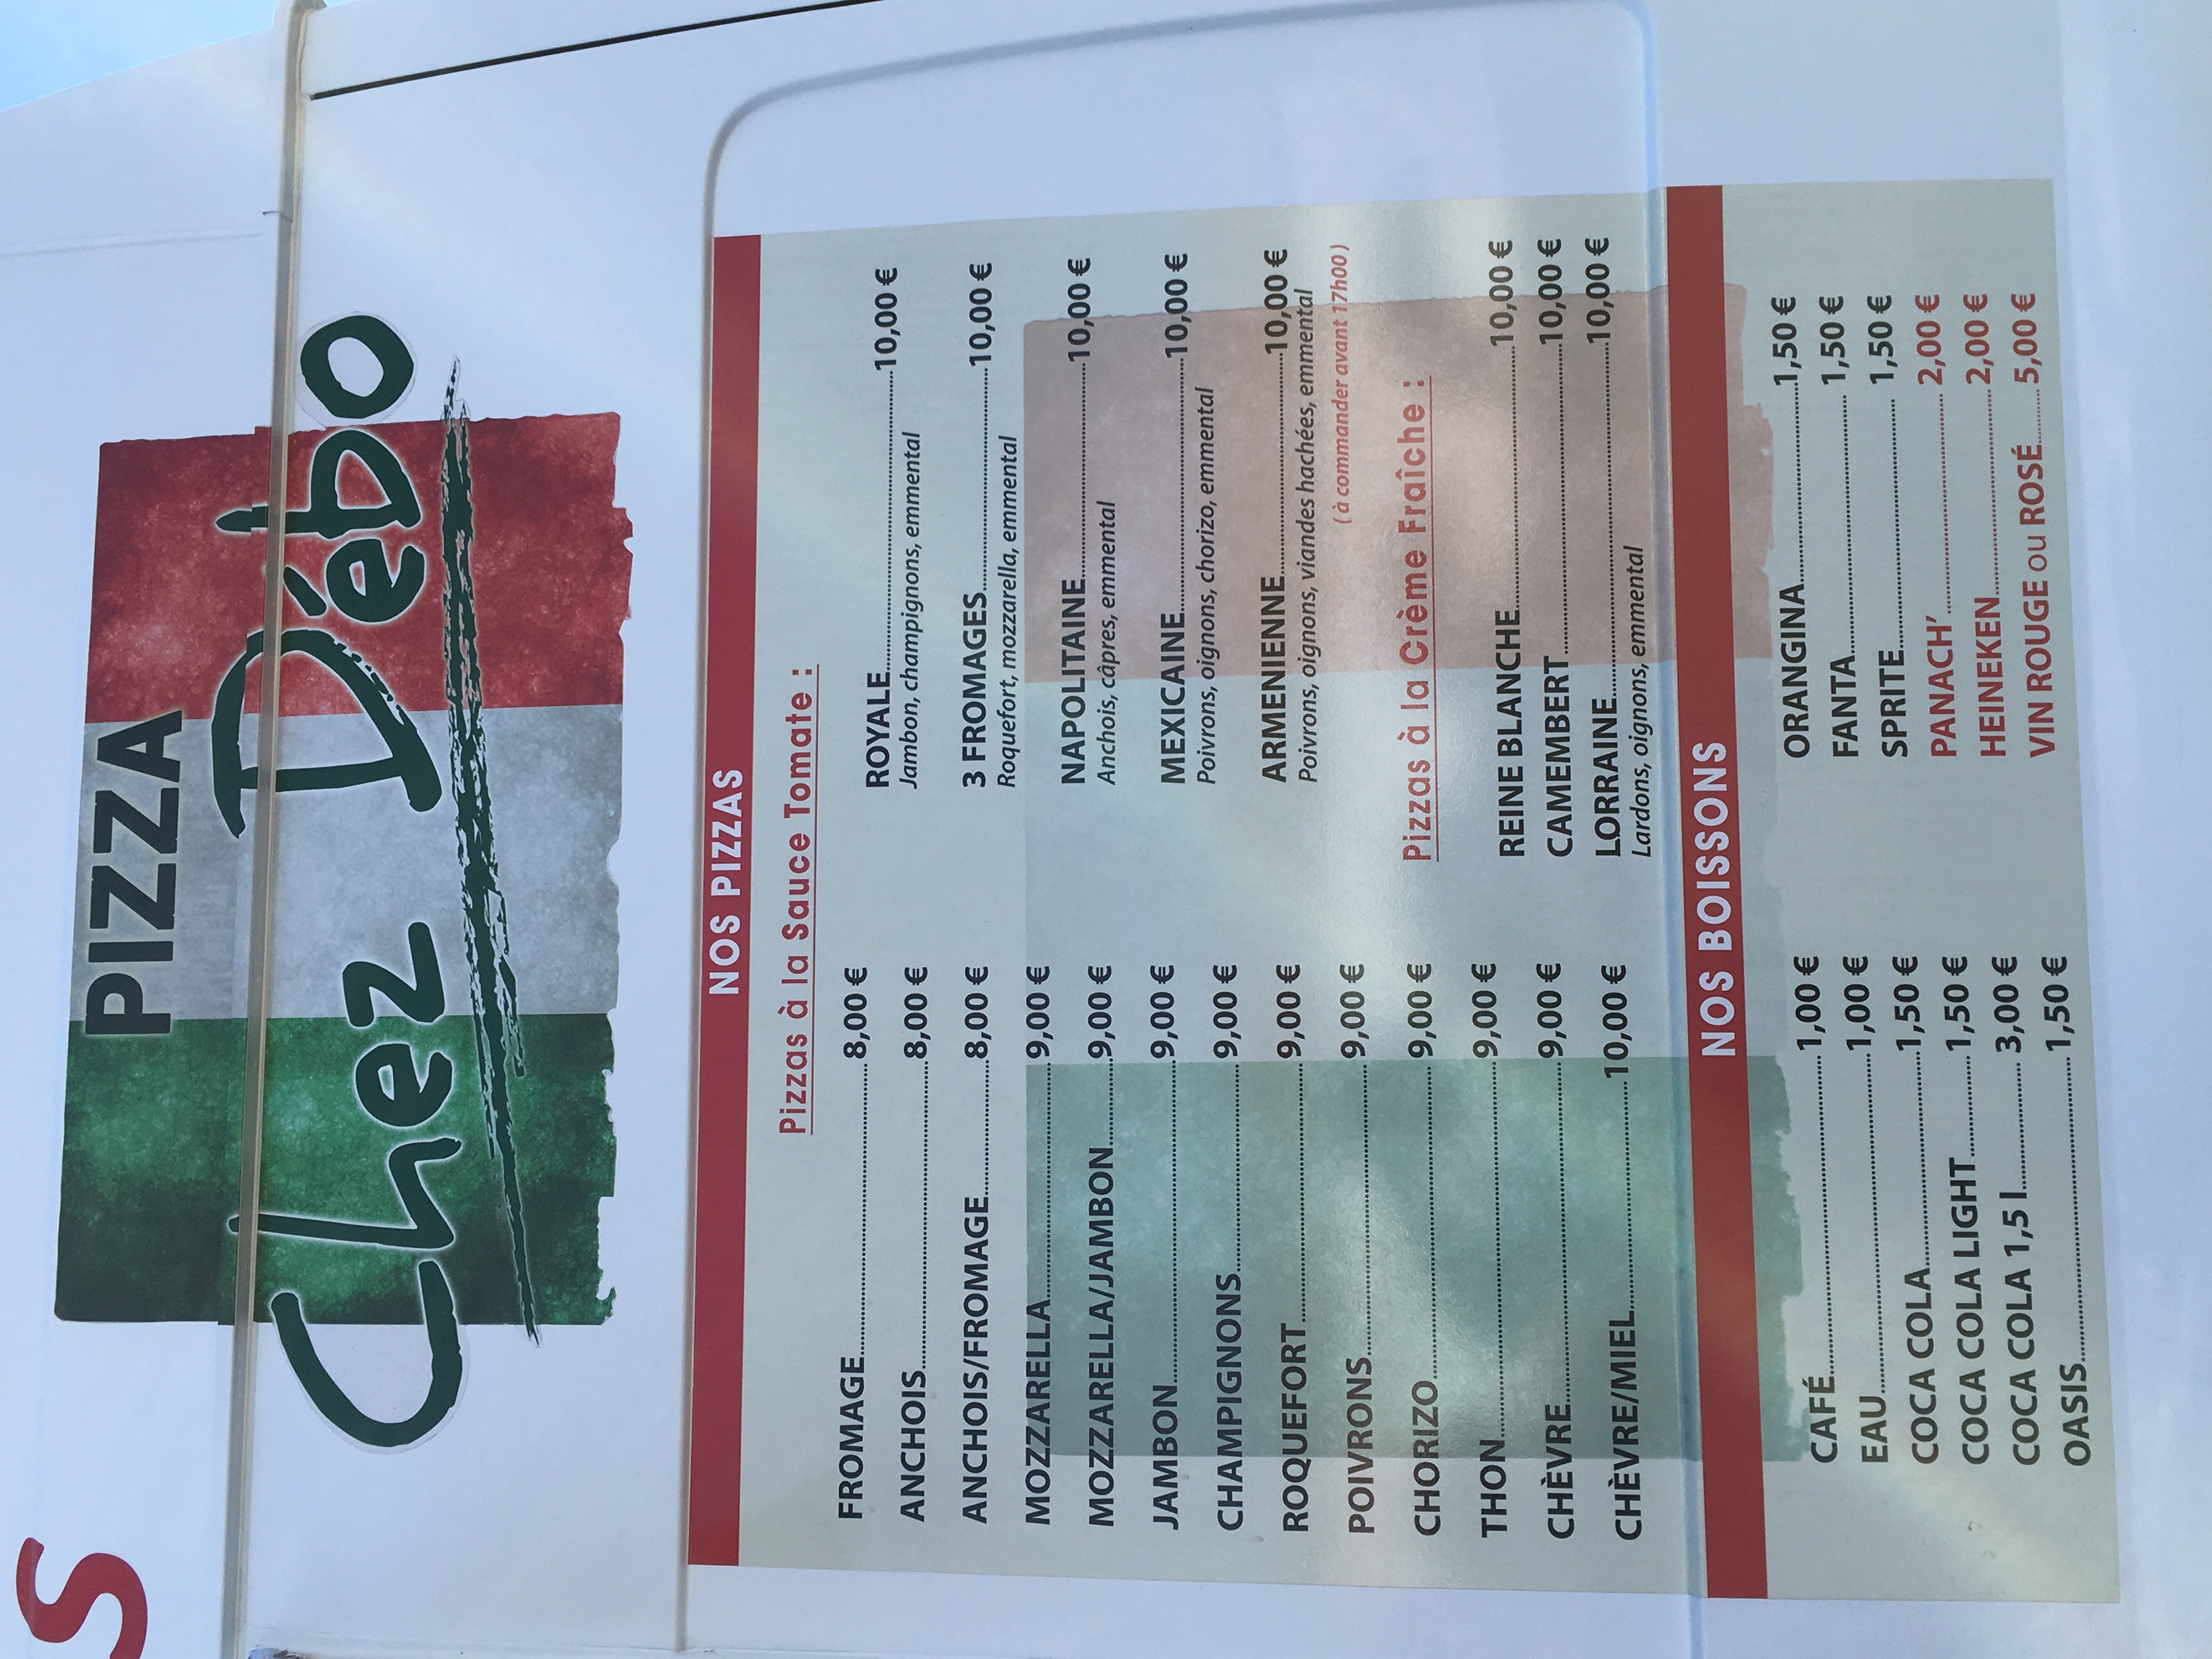 PIZZA
Chez Débo
NOS PIZZAS
Pizzas à la Sauce Tomate :
FROMAGE 8,00 €
ANCHOIS 8,00 €
ANCHOIS/FROMAGE 8,00 €
MOZZARELLA 9,00 €
MOZZARELLA/JAMBON 9,00 €
JAMBON 9,00 €
CHAMPIGNONS 9,00 €
ROQUEFORT 9,00 €
POIVRONS 9,00 €
CHORIZO 9,00 €
THON 9,00 €
CHÈVRE 9,00 €
CHÈVRE/MIEL 10,00 €
ROYALE 10,00 €
Jambon, champignons, emmental
3 FROMAGES 10,00 €
Roquefort, mozzarella, emmental
NAPOLITAINE 10,00 €
Anchois, câpres, emmental
MEXICAINE 10,00 €
Poivrons, oignons, chorizo, emmental
ARMENIENNE 10,00 €
Poivrons, oignons, viandes hachées, emmental
( à commander avant 17h00 )
Pizzas à la Crème Fraîche :
REINE BLANCHE 10,00 €
CAMEMBERT 10,00 €
LORRAINE 10,00 €
Lardons, oignons, emmental
NOS BOISSONS
CAFÉ 1,00 €
EAU 1,00 €
COCA COLA 1,50 €
COCA COLA LIGHT 1,50 €
COCA COLA 1,5 l 3,00 €
OASIS 1,50 €
ORANGINA 1,50 €
FANTA 1,50 €
SPRITE 1,50 €
PANACH' 2,00 €
HEINEKEN 2,00 €
VIN ROUGE ou ROSÉ 5,00 €
S